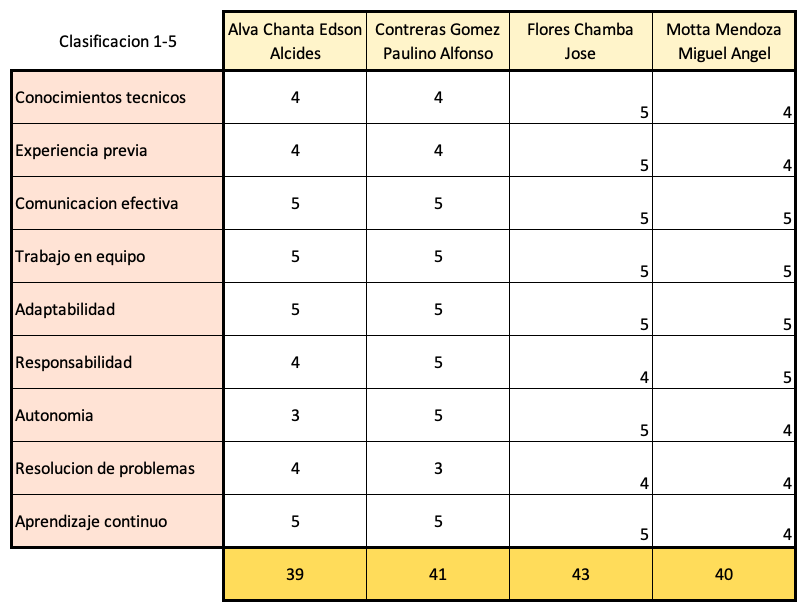 Clasificacion 1-5 Alva Chanta Edson Alcides Contreras Gomez Paulino Alfonso Flores Chamba Jose Motta Mendoza Miguel Angel
Conocimientos tecnicos 4 4 5 4
Experiencia previa 4 4 5 4
Comunicacion efectiva 5 5 5 5
Trabajo en equipo 5 5 5 5
Adaptabilidad 5 5 5 5
Responsabilidad 4 5 4 5
Autonomia 3 5 5 4
Resolucion de problemas 4 3 4 4
Aprendizaje continuo 5 5 5 4
39 41 43 40